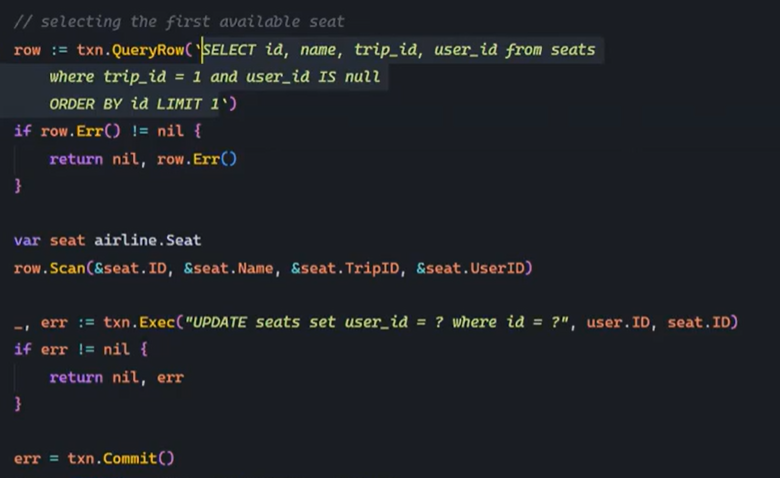 // selecting the first available seat
row := txn.QueryRow(`SELECT id, name, trip_id, user_id from seats
    where trip_id = 1 and user_id IS null
    ORDER BY id LIMIT 1`)
if row.Err() != nil {
    return nil, row.Err()
}

var seat airline.Seat
row.Scan(&seat.ID, &seat.Name, &seat.TripID, &seat.UserID)

_, err := txn.Exec("UPDATE seats set user_id = ? where id = ?", user.ID, seat.ID)
if err != nil {
    return nil, err
}

err = txn.Commit()